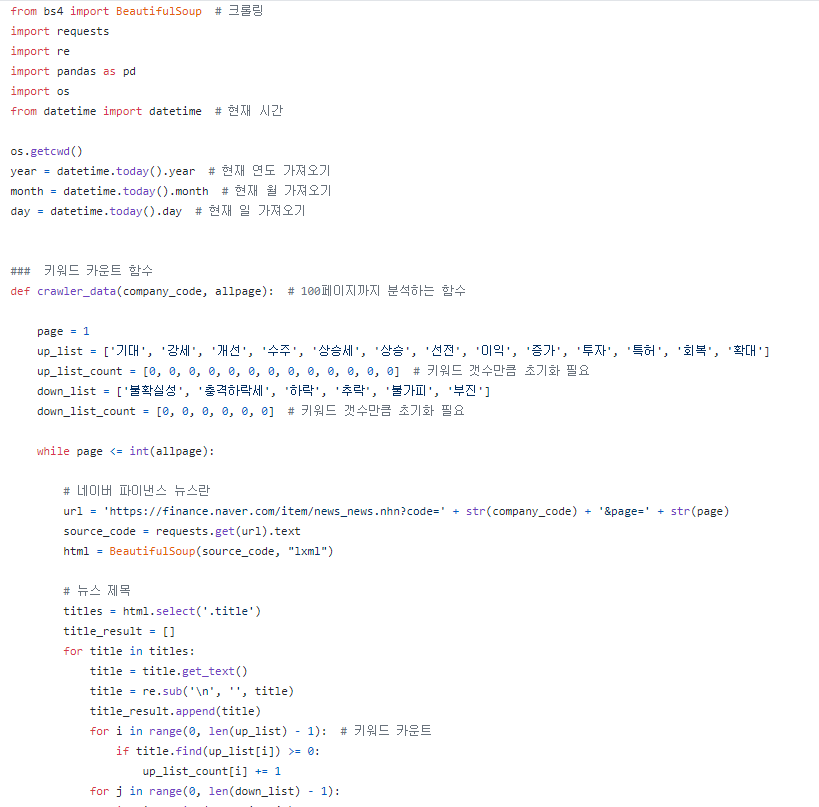 from bs4 import BeautifulSoup  # 크롤링
import requests
import re
import pandas as pd
import os
from datetime import datetime  # 현재 시간

os.getcwd()
year = datetime.today().year  # 현재 연도 가져오기
month = datetime.today().month  # 현재 월 가져오기
day = datetime.today().day  # 현재 일 가져오기


###  키워드 카운트 함수
def crawler_data(company_code, allpage):  # 100페이지까지 분석하는 함수

    page = 1
    up_list = ['기대', '강세', '개선', '수주', '상승세', '상승', '선전', '이익', '증가', '투자', '특허', '회복', '확대']
    up_list_count = [0, 0, 0, 0, 0, 0, 0, 0, 0, 0, 0, 0, 0]  # 키워드 갯수만큼 초기화 필요
    down_list = ['불확실성', '충격하락세', '하락', '추락', '불가피', '부진']
    down_list_count = [0, 0, 0, 0, 0, 0]  # 키워드 갯수만큼 초기화 필요

    while page <= int(allpage):

        # 네이버 파이낸스 뉴스란
        url = 'https://finance.naver.com/item/news_news.nhn?code=' + str(company_code) + '&page=' + str(page)
        source_code = requests.get(url).text
        html = BeautifulSoup(source_code, "lxml")

        # 뉴스 제목
        titles = html.select('.title')
        title_result = []
        for title in titles:
            title = title.get_text()
            title = re.sub('\n', '', title)
            title_result.append(title)
            for i in range(0, len(up_list) - 1):  # 키워드 카운트
                if title.find(up_list[i]) >= 0:
                    up_list_count[i] += 1
            for j in range(0, len(down_list) - 1):